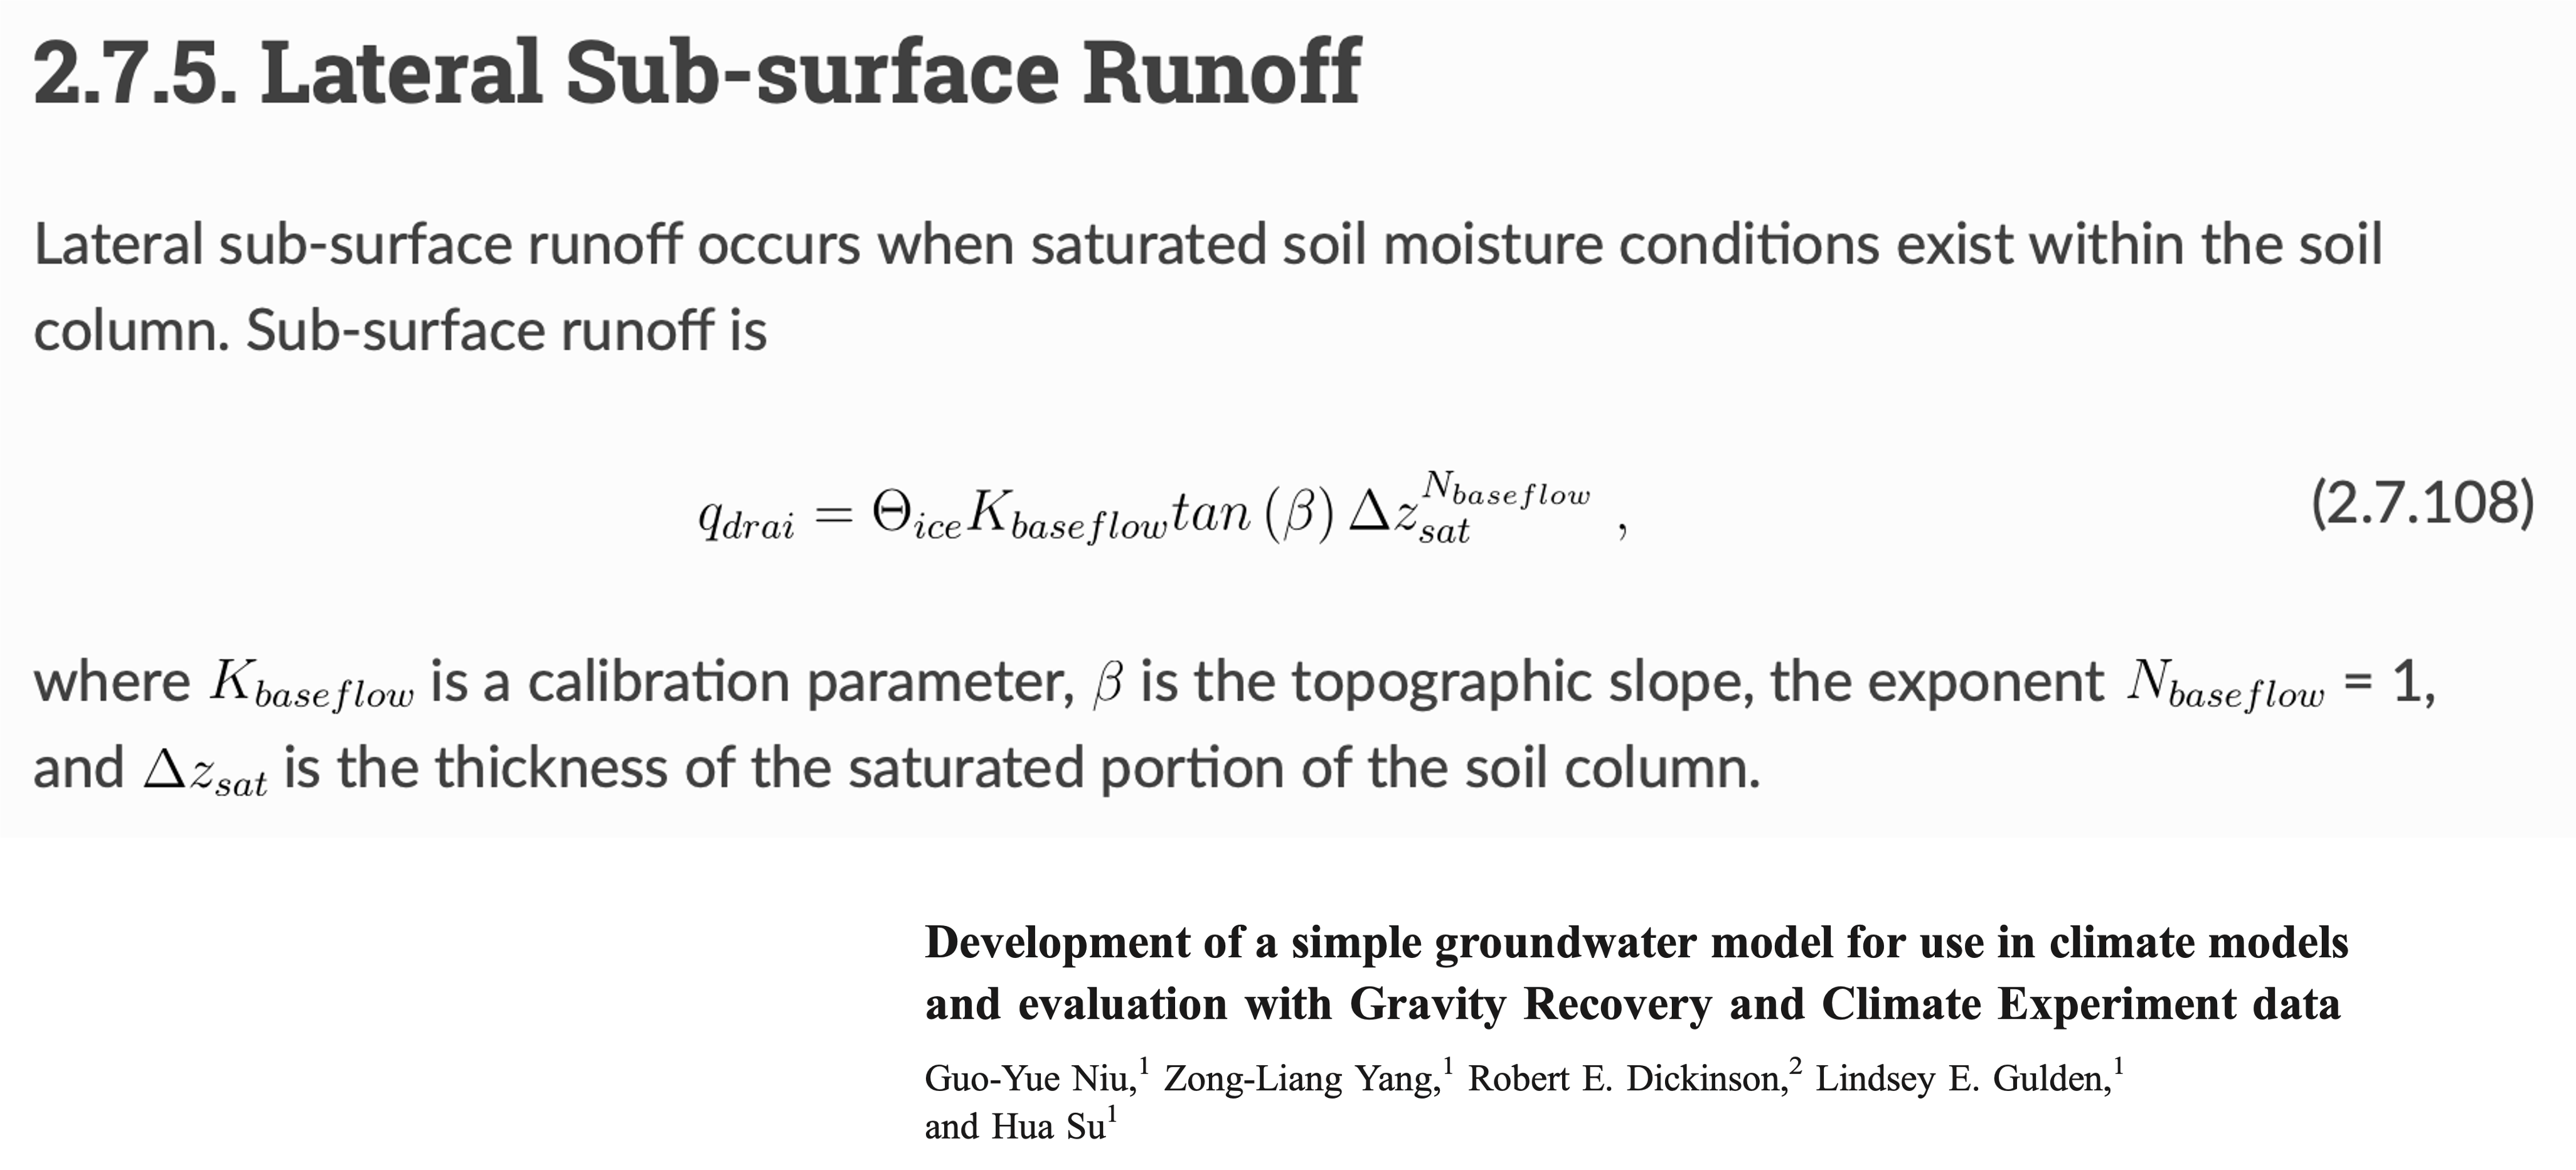 2.7.5. Lateral Sub-surface Runoff
Lateral sub-surface runoff occurs when saturated soil moisture conditions exist within the soil
column. Sub-surface runoff is
$q_{drai} = \Theta_{ice} K_{baseflow} tan\left(\beta\right) \Delta z_{sat}^{N_{baseflow}}$ , (2.7.108)
where $K_{baseflow}$ is a calibration parameter, $\beta$ is the topographic slope, the exponent $N_{baseflow}$ = 1,
and $\Delta z_{sat}$ is the thickness of the saturated portion of the soil column.
Development of a simple groundwater model for use in climate models
and evaluation with Gravity Recovery and Climate Experiment data
Guo-Yue Niu,¹ Zong-Liang Yang,¹ Robert E. Dickinson,² Lindsey E. Gulden,¹
and Hua Su¹